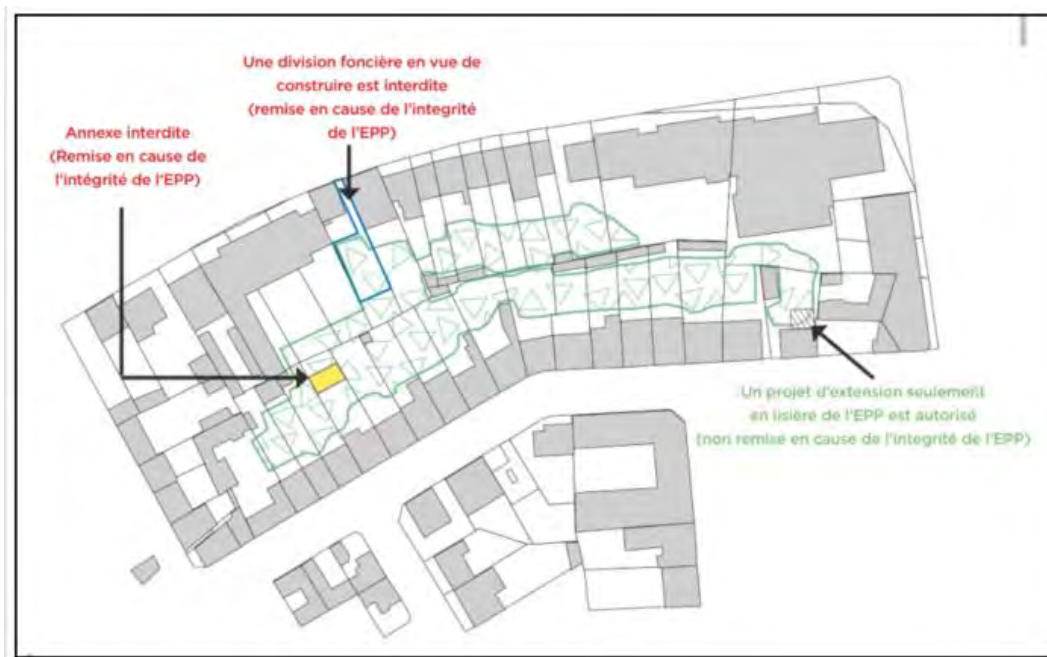 Une division foncière en vue de
construire est interdite
(remise en cause de l'integrité
de l'EPP)
Annexe interdite
(Remise en cause de
l'intégrité de l'EPP)
Un projet d'extension seulement
en lisière de l'EPP est autorisé
(non remise en cause de l'integrité de l'EPP)